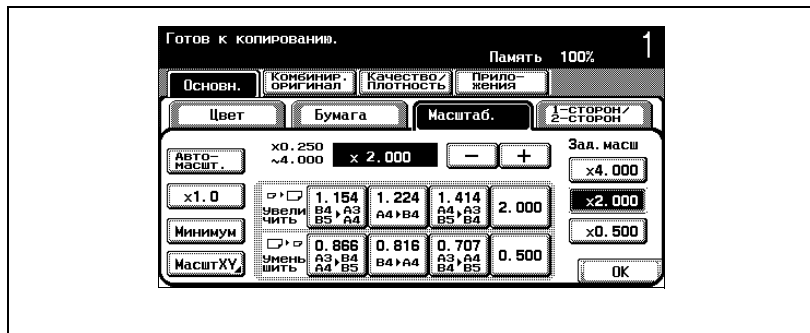 Готов к копированию.
1
Память 100%
Основн.
Комбинир. оригинал
Качество/ плотность
Прило- жения
Цвет
Бумага
Масштаб.
1-сторон/ 2-сторон
Авто- масшт.
x0.250
~4.000
x 2.000
−
+
Зад. масш
x4.000
x1.0
Увели чить
1.154
B4▸A3
B5▸A4
1.224
A4▸B4
1.414
A4▸A3
B5▸B4
2.000
x2.000
Минимум
Умень шить
0.866
A3▸B4
A4▸B5
0.816
B4▸A4
0.707
A3▸A4
B4▸B5
0.500
x0.500
МасштXY
OK